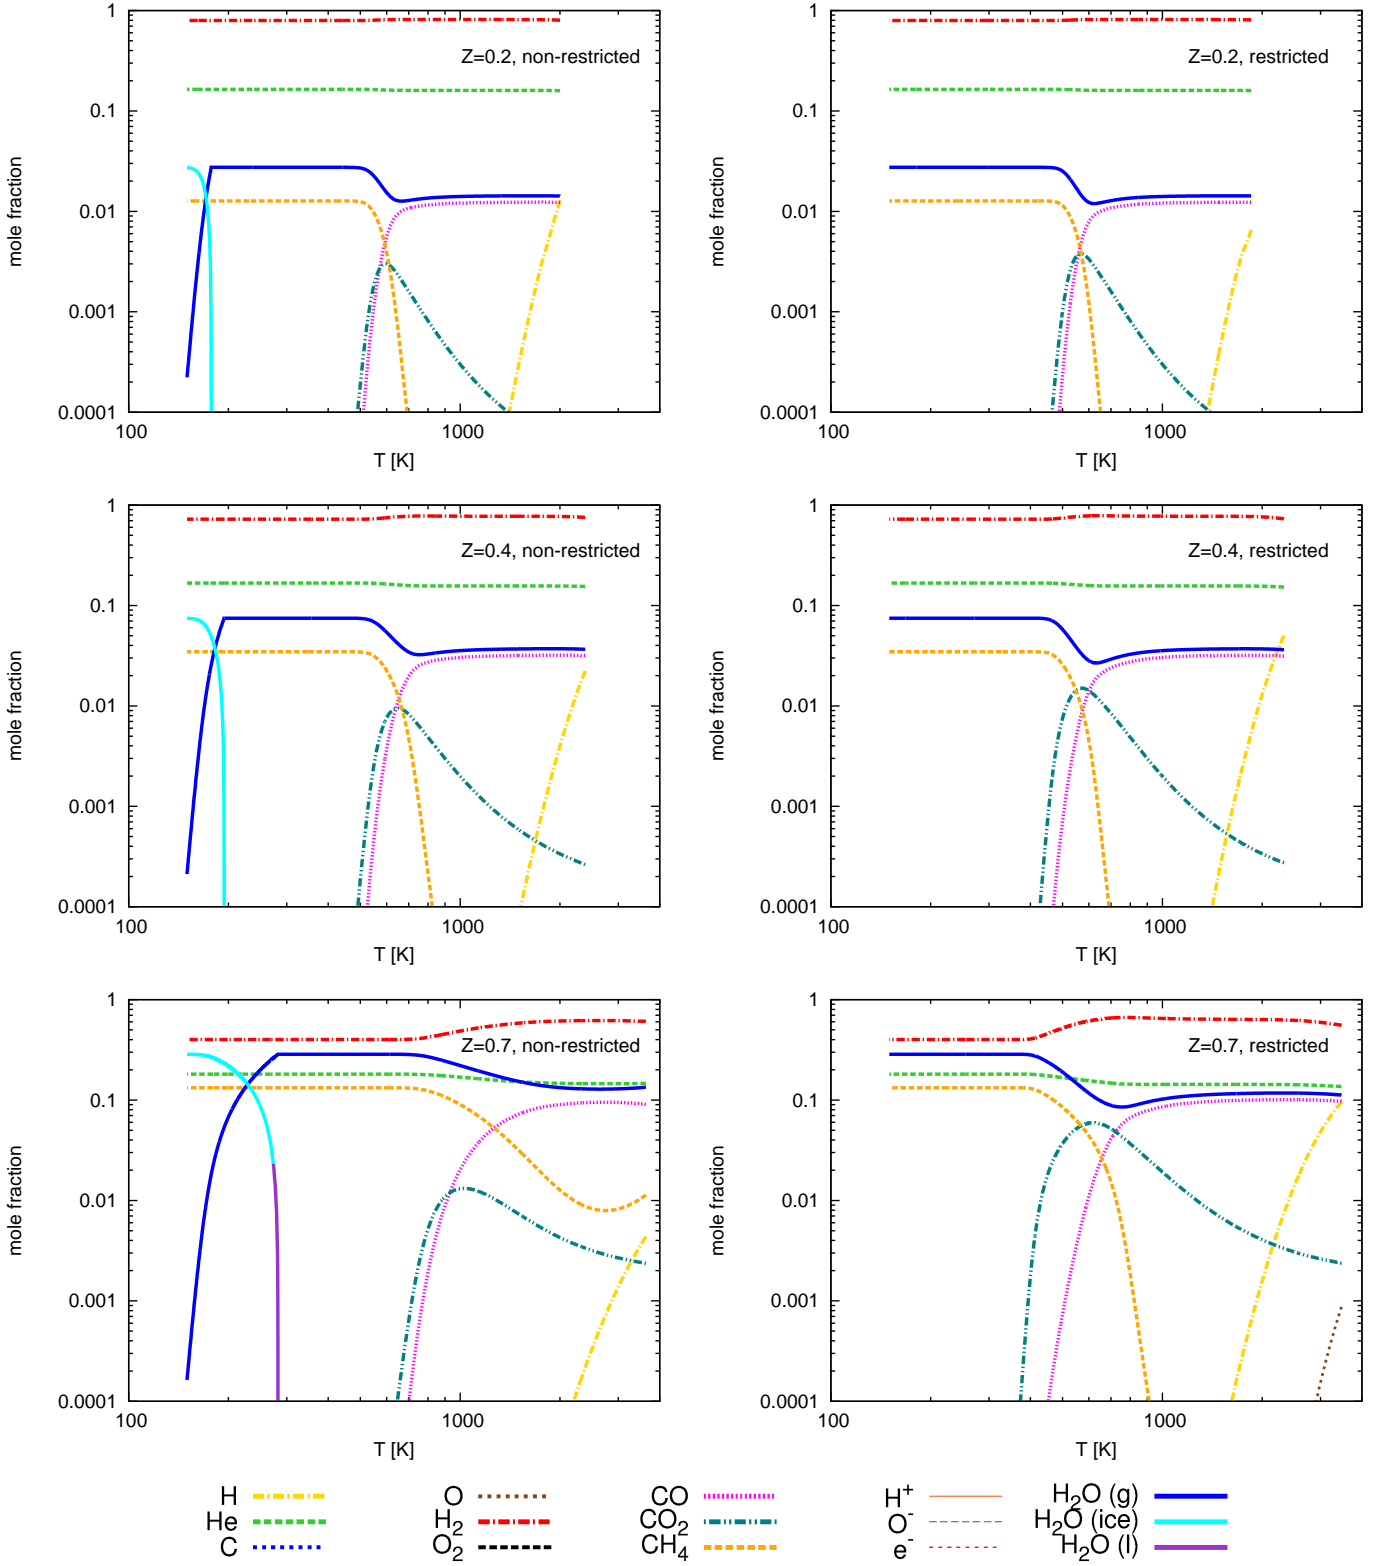 Z=0.2, non-restricted
1
0.1
0.01
0.001
0.0001
mole fraction
100
1000
T [K]
Z=0.2, restricted
1
0.1
0.01
0.001
0.0001
mole fraction
100
1000
T [K]
Z=0.4, non-restricted
1
0.1
0.01
0.001
0.0001
mole fraction
100
1000
T [K]
Z=0.4, restricted
1
0.1
0.01
0.001
0.0001
mole fraction
100
1000
T [K]
Z=0.7, non-restricted
1
0.1
0.01
0.001
0.0001
mole fraction
100
1000
T [K]
Z=0.7, restricted
1
0.1
0.01
0.001
0.0001
mole fraction
100
1000
T [K]
H
He
C
O
H₂
O₂
CO
CO₂
CH₄
H⁺
O⁻
e⁻
H₂O (g)
H₂O (ice)
H₂O (l)